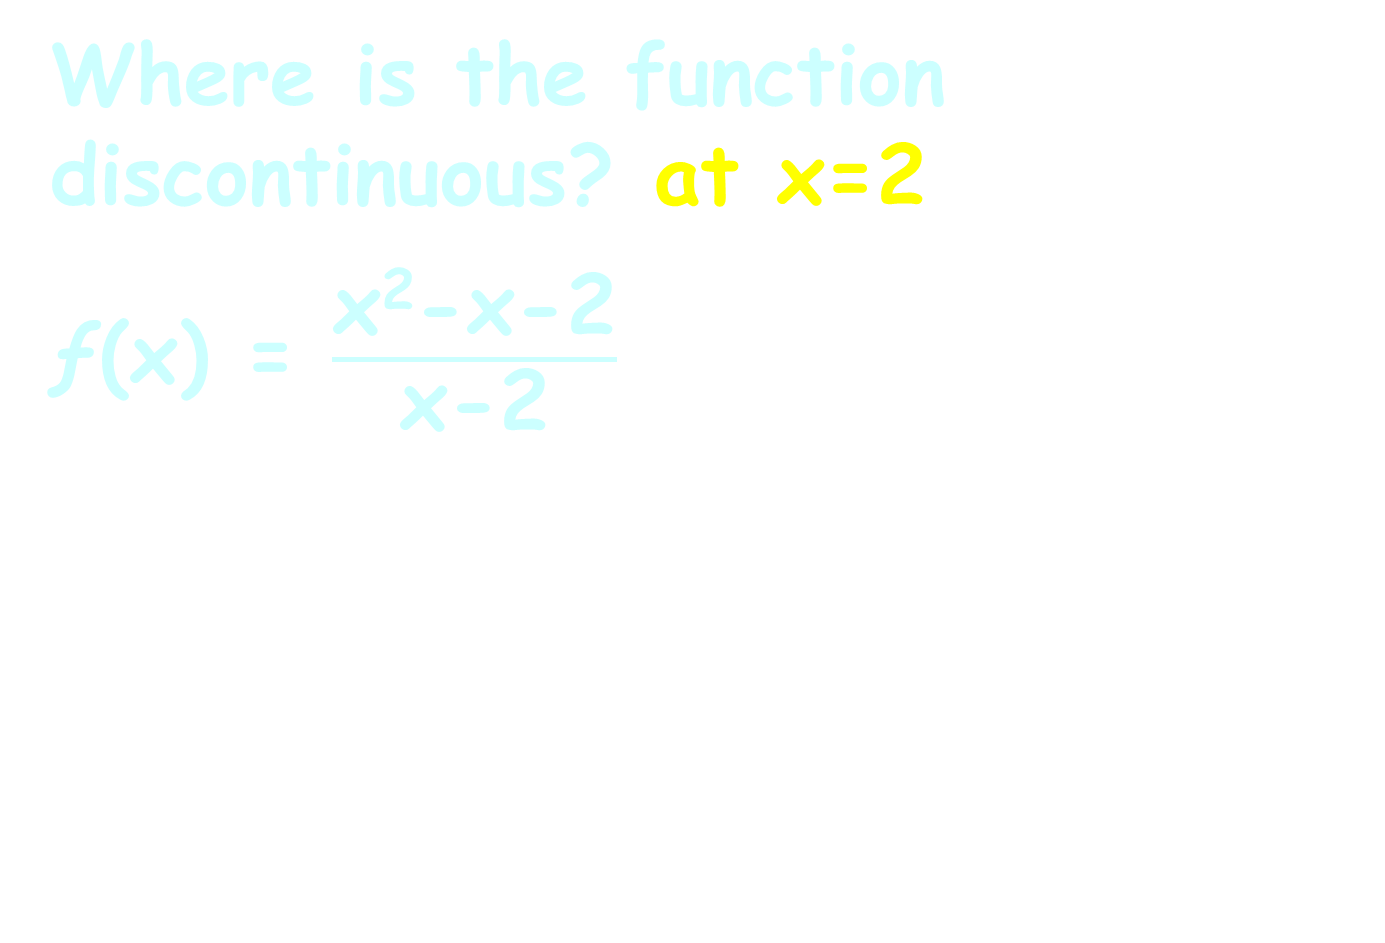 Where is the function
discontinuous? at x=2
f(x) = x²-x-2
x-2